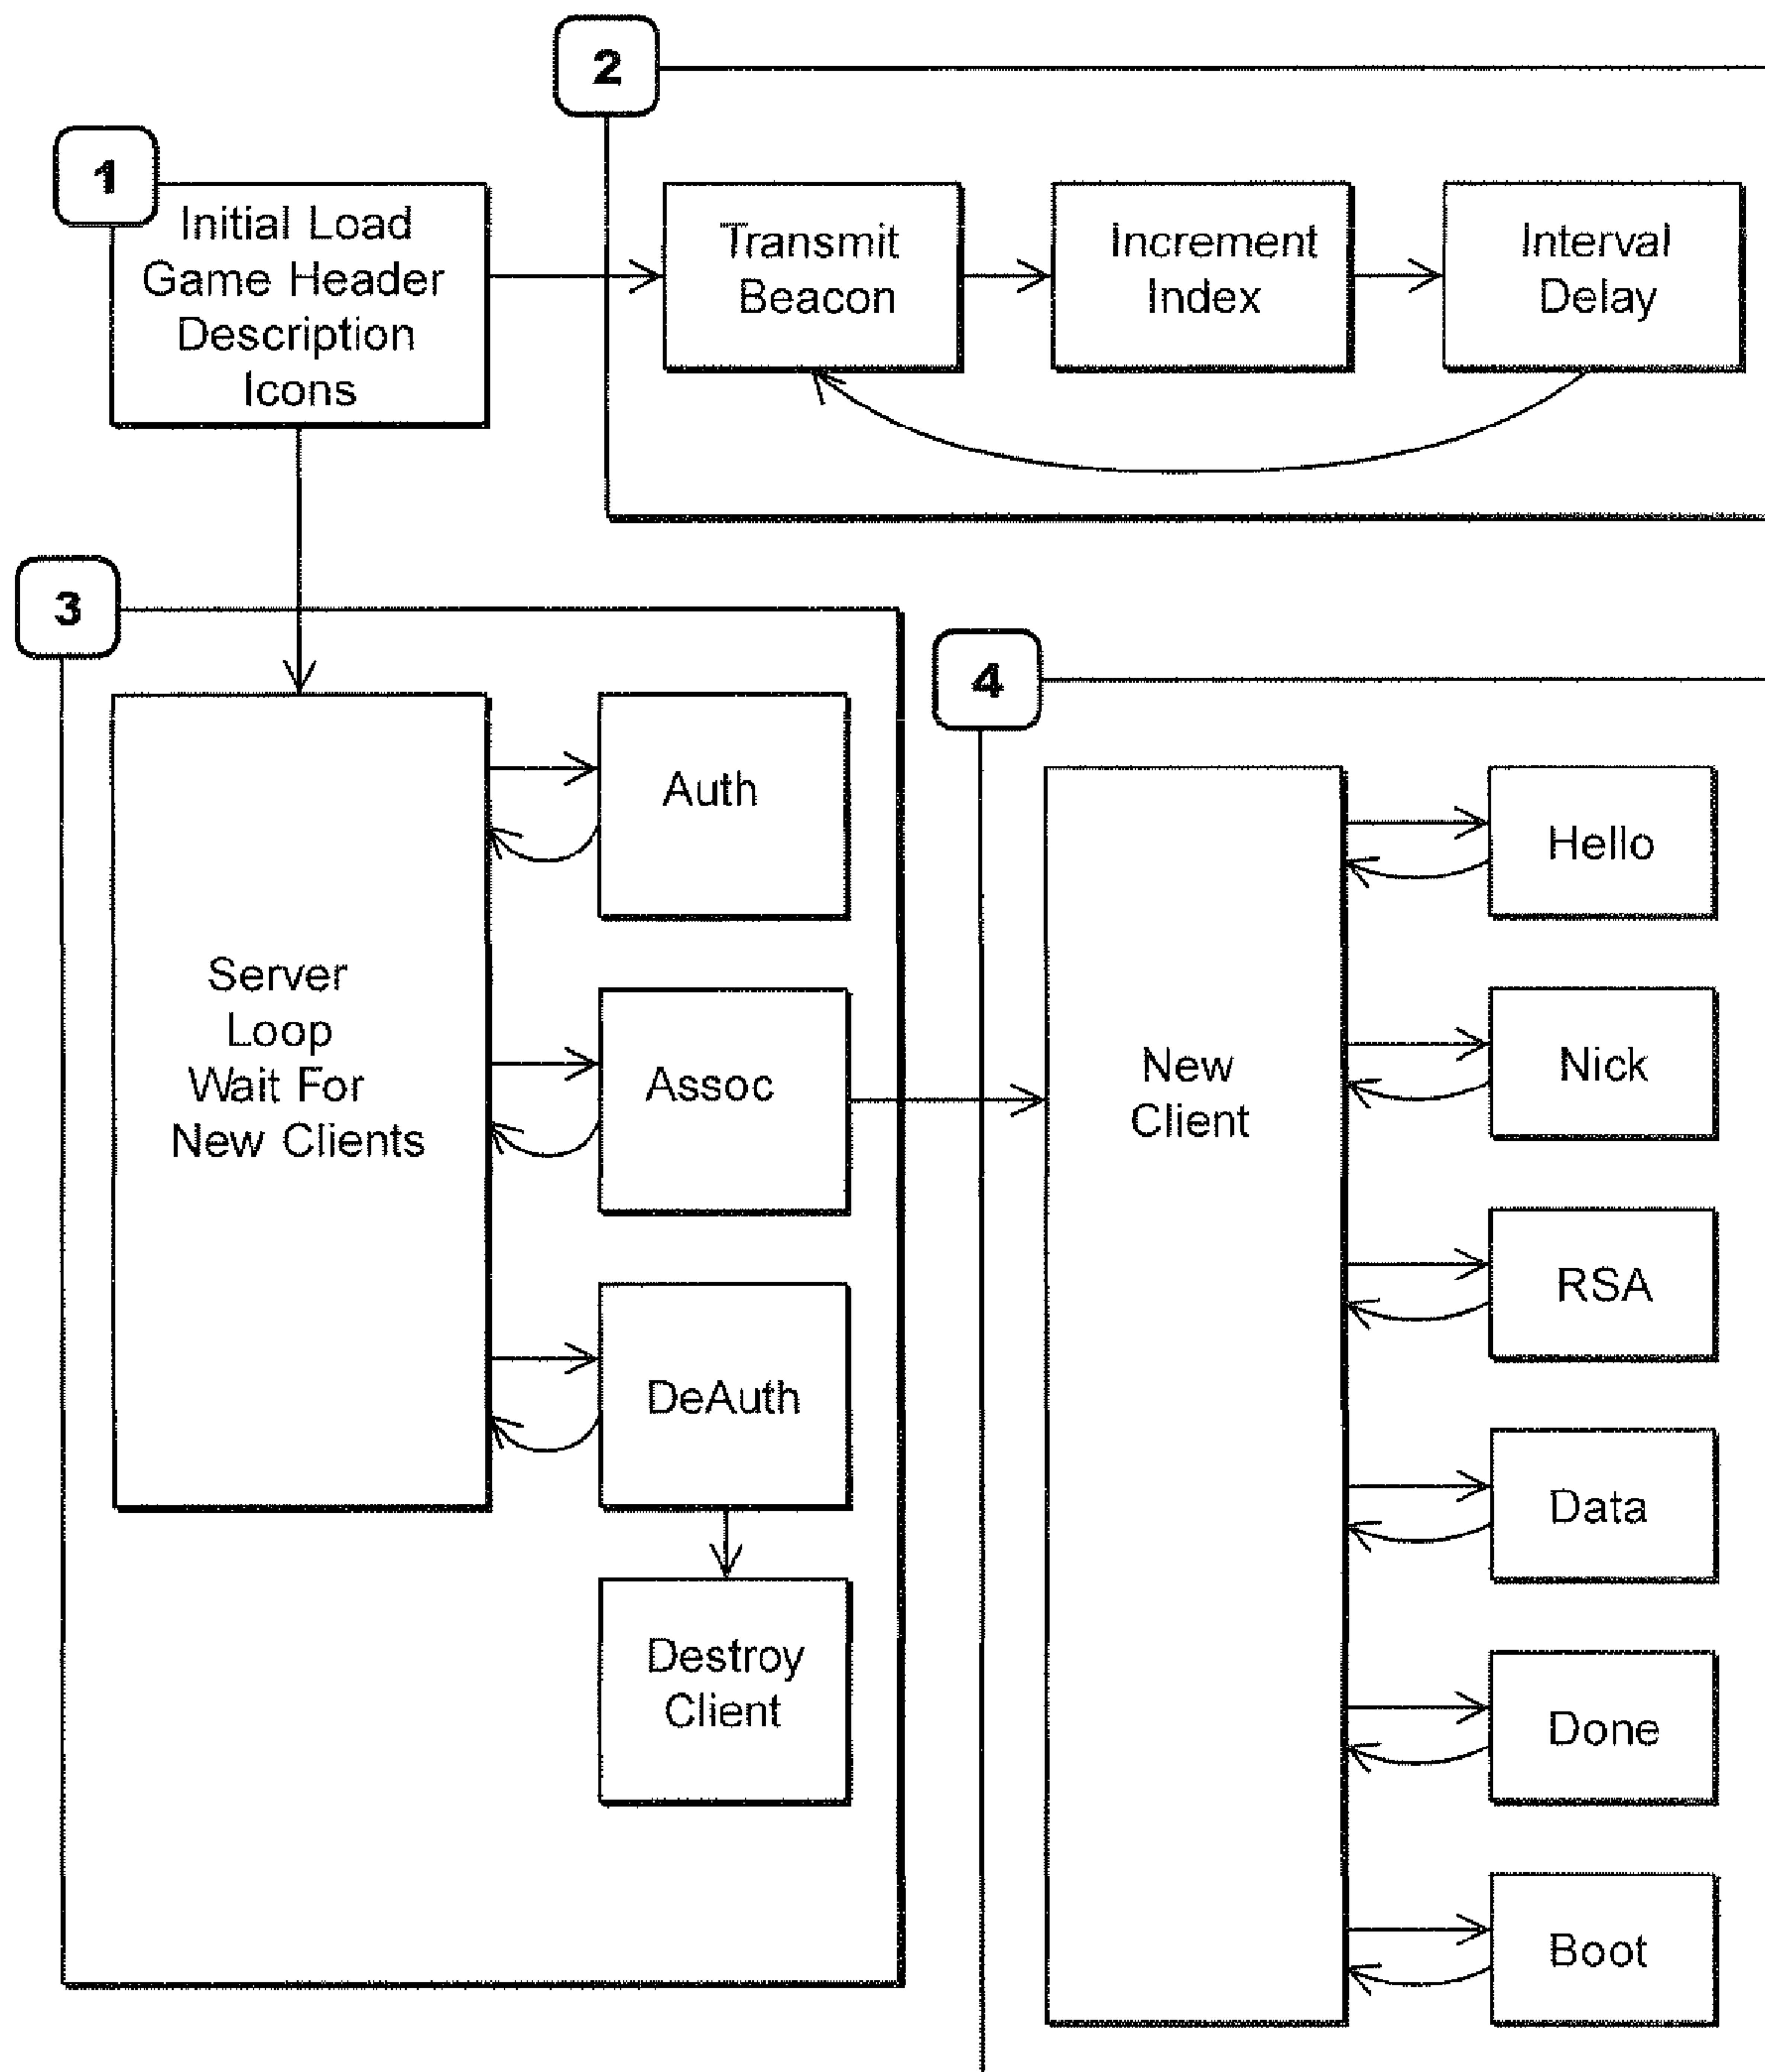 1
Initial Load
Game Header
Description
Icons
2
Transmit
Beacon
Increment
Index
Interval
Delay
3
Server
Loop
Wait For
New Clients
Auth
Assoc
DeAuth
Destroy
Client
4
New
Client
Hello
Nick
RSA
Data
Done
Boot